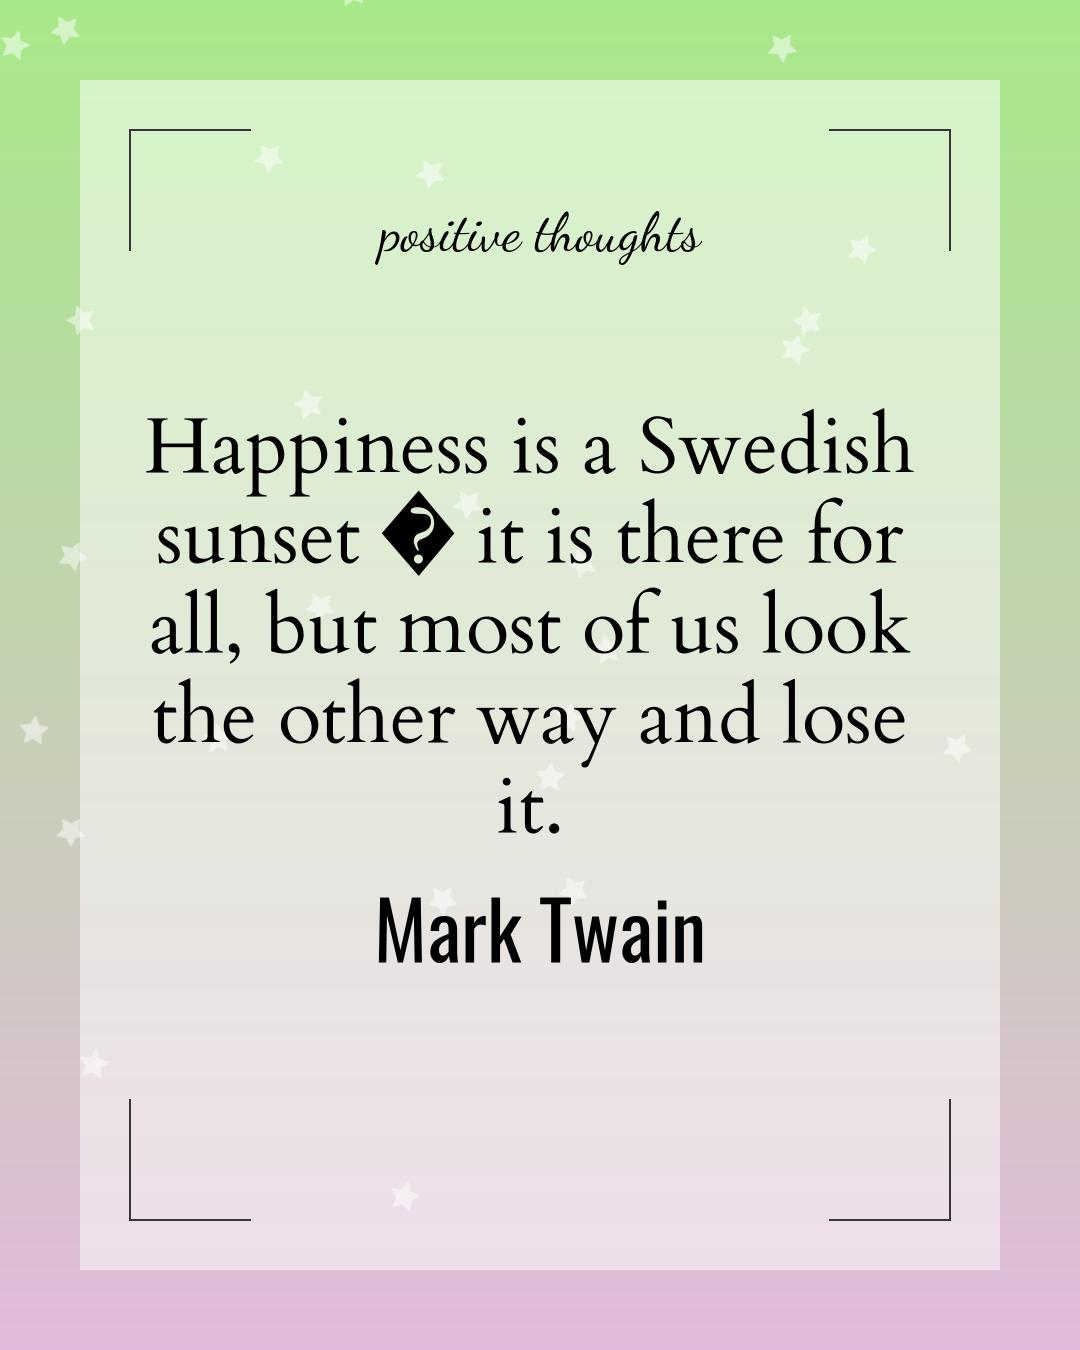 positive thoughts
Happiness is a Swedish
sunset � it is there for
all, but most of us look
the other way and lose
it.
Mark Twain